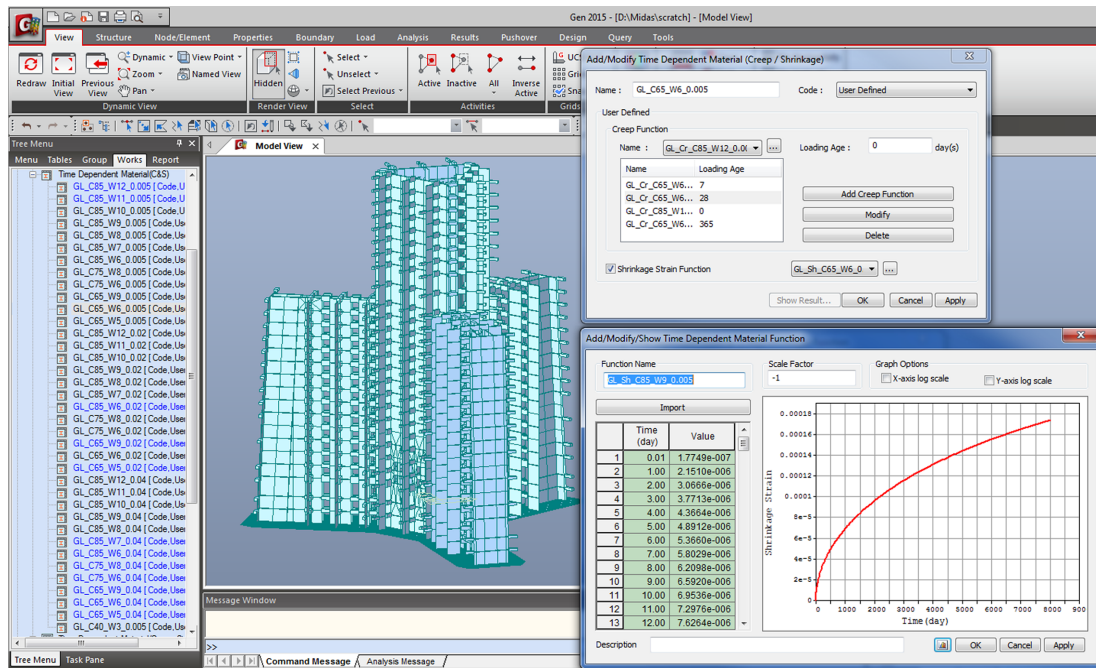 Gen 2015 - [D:\Midas\scratch] - [Model View]
View Structure Node/Element Properties Boundary Load Analysis Results Pushover Design Query Tools
Redraw Initial View Previous View Dynamic Zoom Pan View Point Named View Hidden Select Unselect Select Previous Active Inactive All Inverse Active UCS
Dynamic View Render View Select Activities Grids
Tree Menu
Menu Tables Group Works Report
Model View
Time Dependent Material(C&S)
GL_C85_W12_0.005 [ Code,U
GL_C85_W11_0.005 [ Code,U
GL_C85_W10_0.005 [ Code,U
GL_C85_W9_0.005 [ Code,Us
GL_C85_W8_0.005 [ Code,Us
GL_C85_W7_0.005 [ Code,Us
GL_C85_W6_0.005 [ Code,Us
GL_C75_W8_0.005 [ Code,Us
GL_C75_W6_0.005 [ Code,Us
GL_C65_W9_0.005 [ Code,Us
GL_C65_W6_0.005 [ Code,Us
GL_C65_W5_0.005 [ Code,Us
GL_C85_W12_0.02 [ Code,Us
GL_C85_W11_0.02 [ Code,Us
GL_C85_W10_0.02 [ Code,Us
GL_C85_W9_0.02 [ Code,User
GL_C85_W8_0.02 [ Code,User
GL_C85_W7_0.02 [ Code,User
GL_C85_W6_0.02 [ Code,User
GL_C75_W8_0.02 [ Code,User
GL_C75_W6_0.02 [ Code,User
GL_C65_W9_0.02 [ Code,User
GL_C65_W6_0.02 [ Code,User
GL_C65_W5_0.02 [ Code,User
GL_C85_W12_0.04 [ Code,Us
GL_C85_W11_0.04 [ Code,Us
GL_C85_W10_0.04 [ Code,Us
GL_C85_W9_0.04 [ Code,User
GL_C85_W8_0.04 [ Code,User
GL_C85_W7_0.04 [ Code,User
GL_C85_W6_0.04 [ Code,User
GL_C75_W8_0.04 [ Code,User
GL_C75_W6_0.04 [ Code,User
GL_C65_W9_0.04 [ Code,User
GL_C65_W6_0.04 [ Code,User
GL_C65_W5_0.04 [ Code,User
GL_C40_W3_0.005 [ Code,Us
Tree Menu Task Pane
Message Window
>>
Command Message Analysis Message
Add/Modify Time Dependent Material (Creep / Shrinkage)
Name : GL_C65_W6_0.005 Code : User Defined
User Defined
Creep Function
Name : GL_Cr_C85_W12_0.0 ... Loading Age : 0 day(s)
Name Loading Age
GL_Cr_C65_W6... 7
GL_Cr_C65_W6... 28
GL_Cr_C85_W1... 0
GL_Cr_C65_W6... 365
Add Creep Function
Modify
Delete
Shrinkage Strain Function GL_Sh_C65_W6_0 ...
Show Result... OK Cancel Apply
Add/Modify/Show Time Dependent Material Function
Function Name Scale Factor Graph Options
GL_Sh_C85_W9_0.005 -1 X-axis log scale Y-axis log scale
Import
Time (day) Value
1 0.01 1.7749e-007
2 1.00 2.1510e-006
3 2.00 3.0666e-006
4 3.00 3.7713e-006
5 4.00 4.3664e-006
6 5.00 4.8912e-006
7 6.00 5.3660e-006
8 7.00 5.8029e-006
9 8.00 6.2098e-006
10 9.00 6.5920e-006
11 10.00 6.9536e-006
12 11.00 7.2976e-006
13 12.00 7.6264e-006
0.00018
0.00016
0.00014
0.00012
0.0001
8e-5
6e-5
4e-5
2e-5
0
Shrinkage Strain
0 1000 2000 3000 4000 5000 6000 7000 8000 900
Time(day)
Description OK Cancel Apply